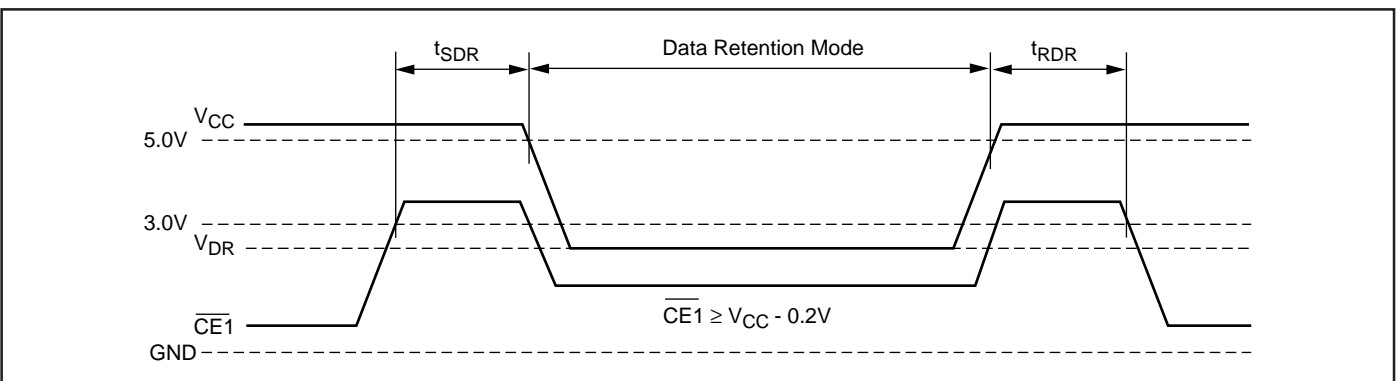 tSDR Data Retention Mode tRDR
VCC
5.0V
3.0V
VDR
CE1
CE1 ≥ VCC - 0.2V
GND